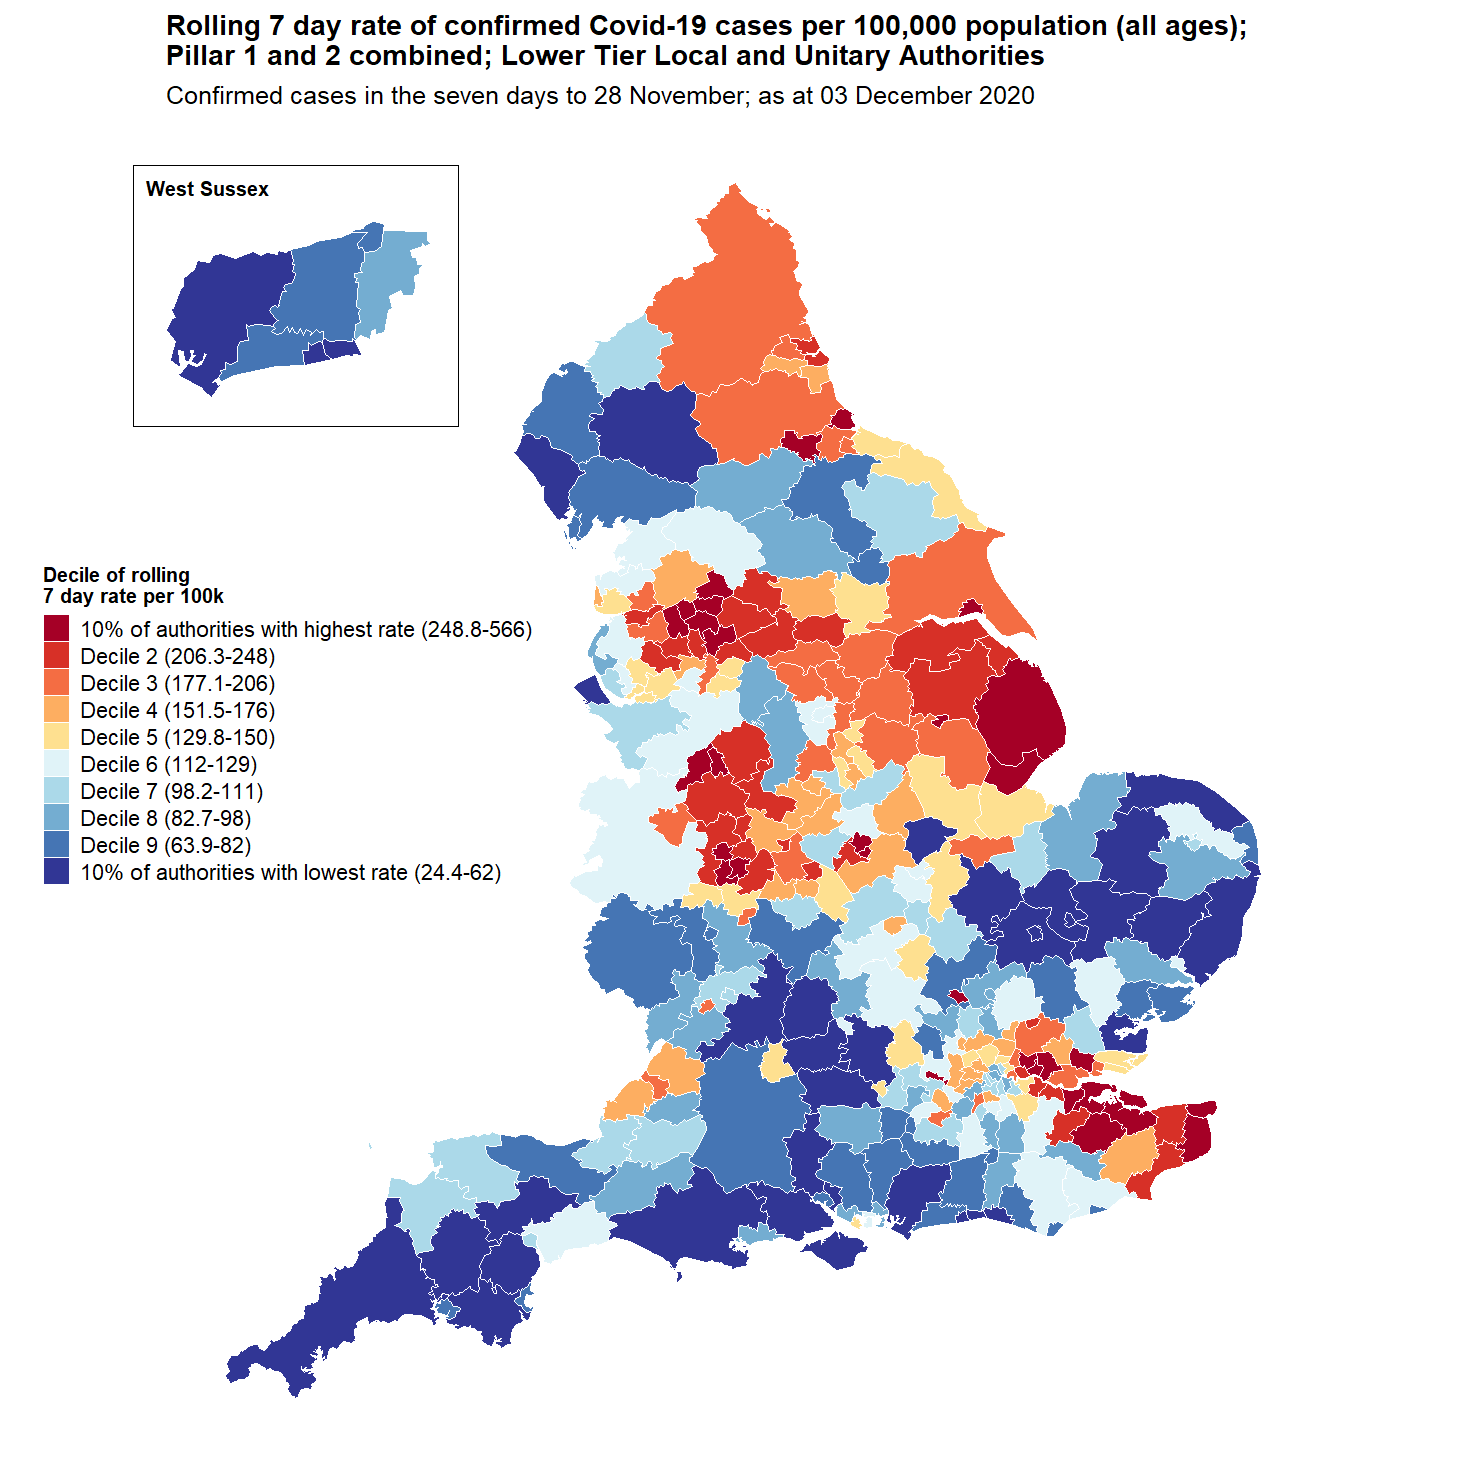 Rolling 7 day rate of confirmed Covid-19 cases per 100,000 population (all ages);
Pillar 1 and 2 combined; Lower Tier Local and Unitary Authorities
Confirmed cases in the seven days to 28 November; as at 03 December 2020
West Sussex
Decile of rolling
7 day rate per 100k
10% of authorities with highest rate (248.8-566)
Decile 2 (206.3-248)
Decile 3 (177.1-206)
Decile 4 (151.5-176)
Decile 5 (129.8-150)
Decile 6 (112-129)
Decile 7 (98.2-111)
Decile 8 (82.7-98)
Decile 9 (63.9-82)
10% of authorities with lowest rate (24.4-62)